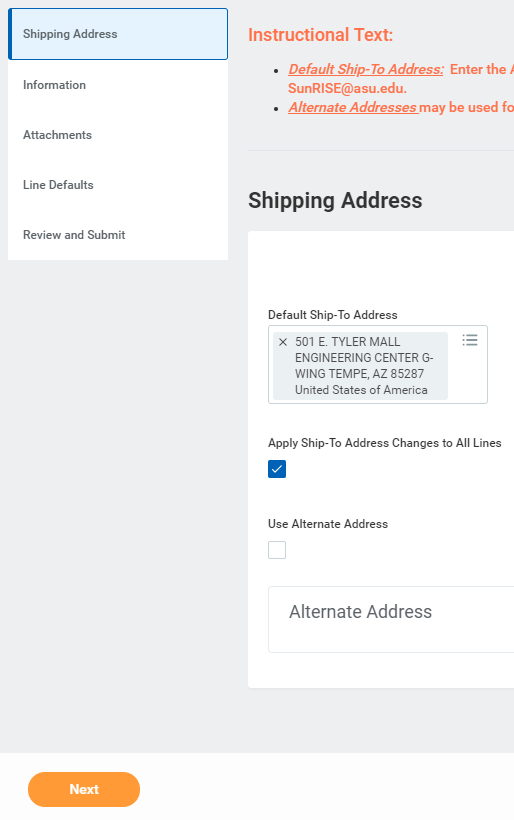 Shipping Address
Information
Attachments
Line Defaults
Review and Submit
Instructional Text:
Default Ship-To Address: Enter the
SunRISE@asu.edu.
Alternate Addresses may be used fo
Shipping Address
Default Ship-To Address
501 E. TYLER MALL
ENGINEERING CENTER G-
WING TEMPE, AZ 85287
United States of America
Apply Ship-To Address Changes to All Lines
Use Alternate Address
Alternate Address
Next